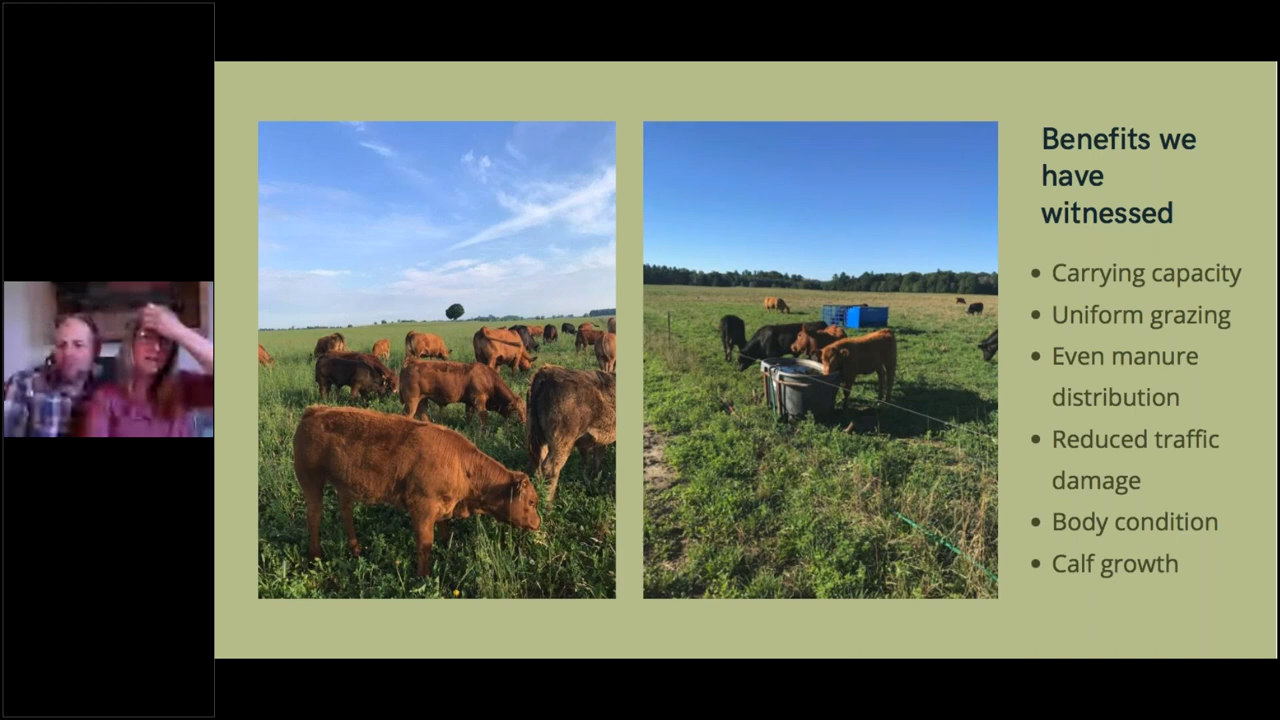 Benefits we
have
witnessed
• Carrying capacity
• Uniform grazing
• Even manure
distribution
• Reduced traffic
damage
• Body condition
• Calf growth